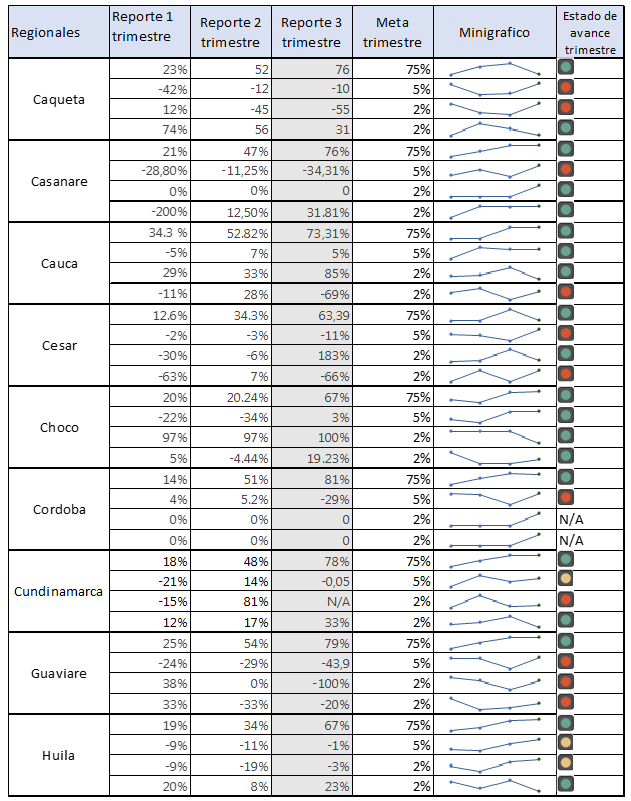 Regionales Reporte 1 trimestre Reporte 2 trimestre Reporte 3 trimestre Meta trimestre Minigrafico Estado de avance trimestre
Caqueta
23% 52 76 75%
-42% -12 -10 5%
12% -45 -55 2%
74% 56 31 2%
Casanare
21% 47% 76% 75%
-28,80% -11,25% -34,31% 5%
0% 0% 0 2%
-200% 12,50% 31.81% 2%
Cauca
34.3 % 52.82% 73,31% 75%
-5% 7% 5% 5%
29% 33% 85% 2%
-11% 28% -69% 2%
Cesar
12.6% 34.3% 63,39 75%
-2% -3% -11% 5%
-30% -6% 183% 2%
-63% 7% -66% 2%
Choco
20% 20.24% 67% 75%
-22% -34% 3% 5%
97% 97% 100% 2%
5% -4.44% 19.23% 2%
Cordoba
14% 51% 81% 75%
4% 5.2% -29% 5%
0% 0% 0 2% N/A
0% 0% 0 2% N/A
Cundinamarca
18% 48% 78% 75%
-21% 14% -0,05 5%
-15% 81% N/A 2%
12% 17% 33% 2%
Guaviare
25% 54% 79% 75%
-24% -29% -43,9 5%
38% 0% -100% 2%
33% -33% -20% 2%
Huila
19% 34% 67% 75%
-9% -11% -1% 5%
-9% -19% -3% 2%
20% 8% 23% 2%